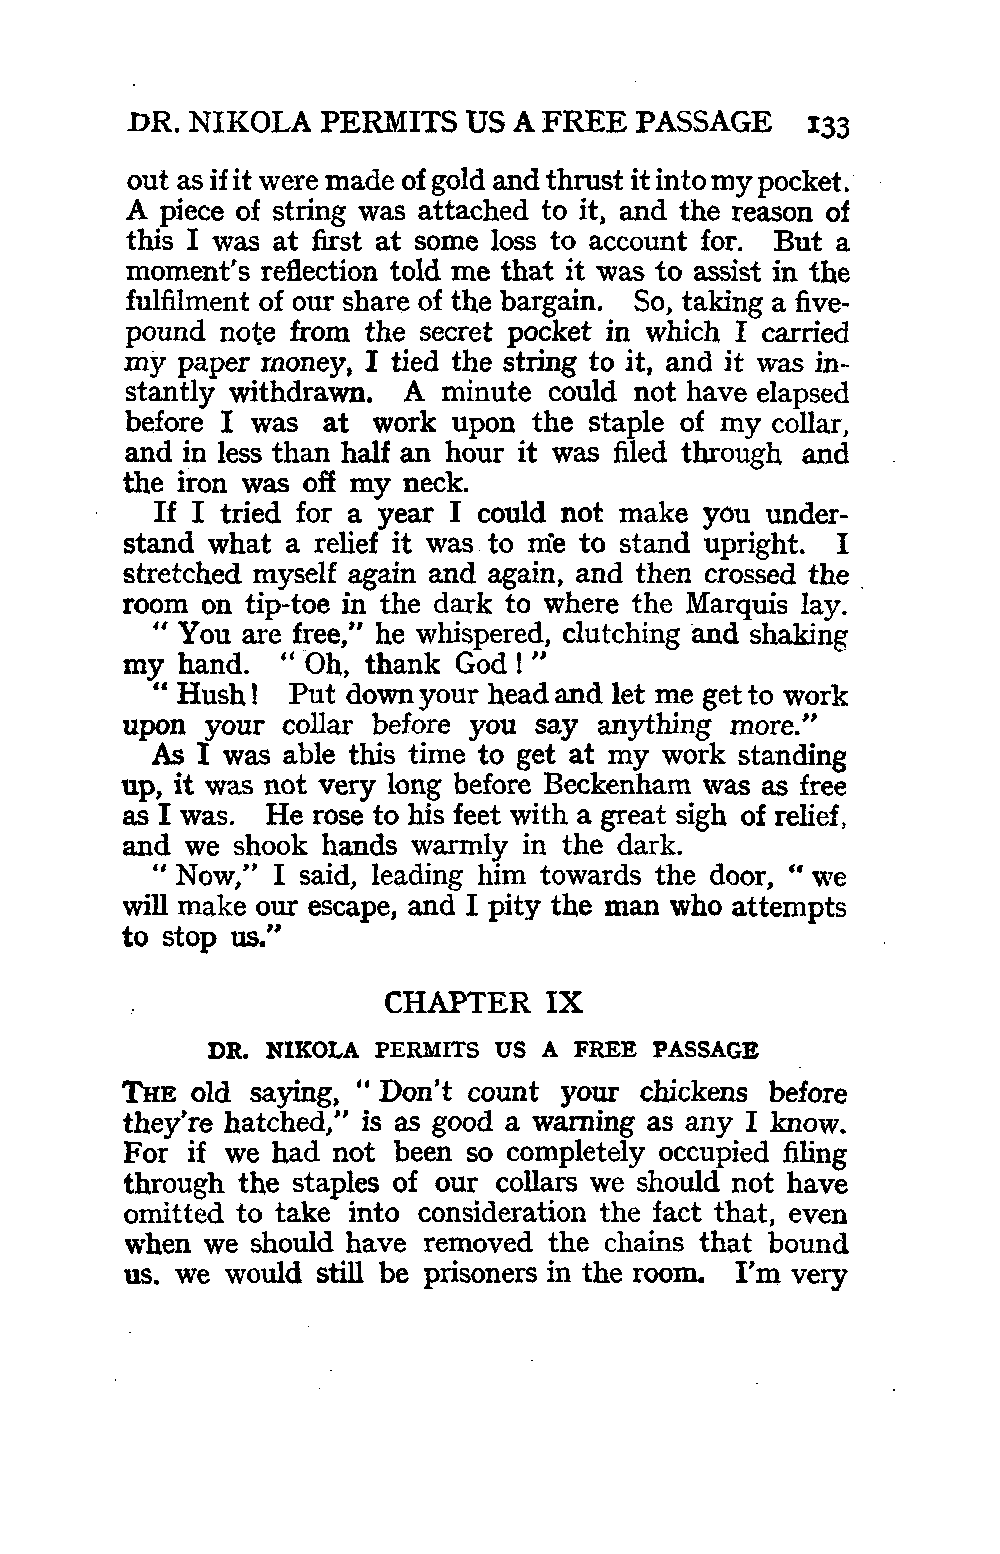 DR. NIKOLA PERMITS US A FREE PASSAGE 133
out as if it were made of gold and thrust it into my pocket.
A piece of string was attached to it, and the reason of
this I was at first at some loss to account for. But a
moment's reflection told me that it was to assist in the
fulfilment of our share of the bargain. So, taking a five-
pound note from the secret pocket in which I carried
my paper money, I tied the string to it, and it was in-
stantly withdrawn. A minute could not have elapsed
before I was at work upon the staple of my collar,
and in less than half an hour it was filed through and
the iron was off my neck.
If I tried for a year I could not make you under-
stand what a relief it was to me to stand upright. I
stretched myself again and again, and then crossed the
room on tip-toe in the dark to where the Marquis lay.
"You are free," he whispered, clutching and shaking
my hand. "Oh, thank God!"
"Hush! Put down your head and let me get to work
upon your collar before you say anything more."
As I was able this time to get at my work standing
up, it was not very long before Beckenham was as free
as I was. He rose to his feet with a great sigh of relief,
and we shook hands warmly in the dark.
"Now," I said, leading him towards the door, "we
will make our escape, and I pity the man who attempts
to stop us."
CHAPTER IX
DR. NIKOLA PERMITS US A FREE PASSAGE
THE old saying, "Don't count your chickens before
they're hatched," is as good a warning as any I know.
For if we had not been so completely occupied filing
through the staples of our collars we should not have
omitted to take into consideration the fact that, even
when we should have removed the chains that bound
us. we would still be prisoners in the room. I'm very